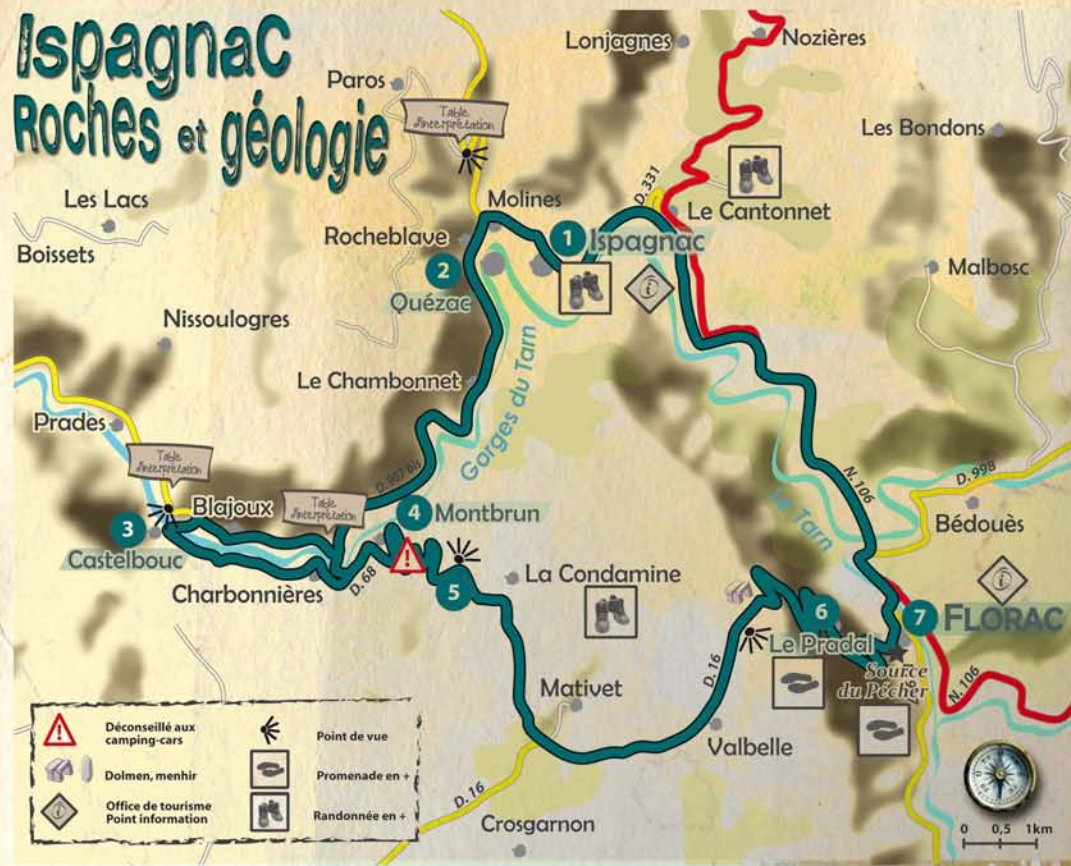 Ispagnac
Roches et géologie
Lonjagnes
Nozières
Paros
Table
d'interprétation
Les Bondons
D. 331
Les Lacs
Molines
Le Cantonnet
Boissets
Rocheblave
1 Ispagnac
2
Quézac
Malbosc
Nissoulogres
Le Chambonnet
Gorges du Tarn
Prades
Table
d'interprétation
D. 907 Bis
N. 106
D. 998
Blajoux
Table
d'interprétation
4 Montbrun
Le Tarn
Bédouès
3
Castelbouc
Charbonnières
D. 68
5
La Condamine
6
Le Pradal
7 FLORAC
Source
du Pécher
D. 16
N. 106
Mativet
Valbelle
Déconseillé aux
camping-cars
Point de vue
Dolmen, menhir
Promenade en +
Office de tourisme
Point information
Randonnée en +
D. 16
Crosgarnon
0 0,5 1km